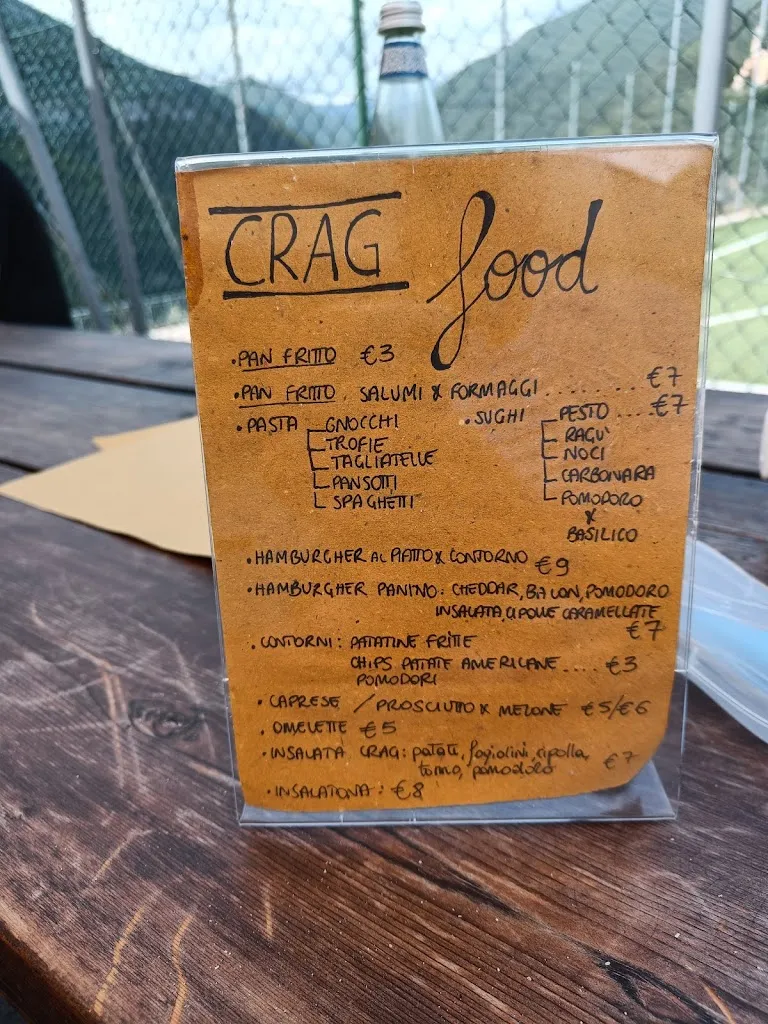 CRAG food
• PAN FRITTO €3
• PAN FRITTO. SALUMI & FORMAGGI ......... €7
• PASTA GNOCCHI • SUGHI PESTO .... €7
TROFIE RAGU'
TAGLIATELLE NOCI
PANSOTTI CARBONARA
SPAGHETTI POMODORO
& BASILICO
• HAMBURGHER AL PIATTO & CONTORNO €9
• HAMBURGHER PANINO: CHEDDAR, BACON, POMODORO
INSALATA, CIPOLLE CARAMELLATE
€7
• CONTORNI: PATATINE FRITTE
CHIPS PATATE AMERICANE .... €3
POMODORI
• CAPRESE / PROSCIUTTO & MELONE €5/€6
• OMELETTE €5
• INSALATA CRAG: patate, fagiolini, cipolla, €7
tonno, pomodoro
• INSALATONA: €8